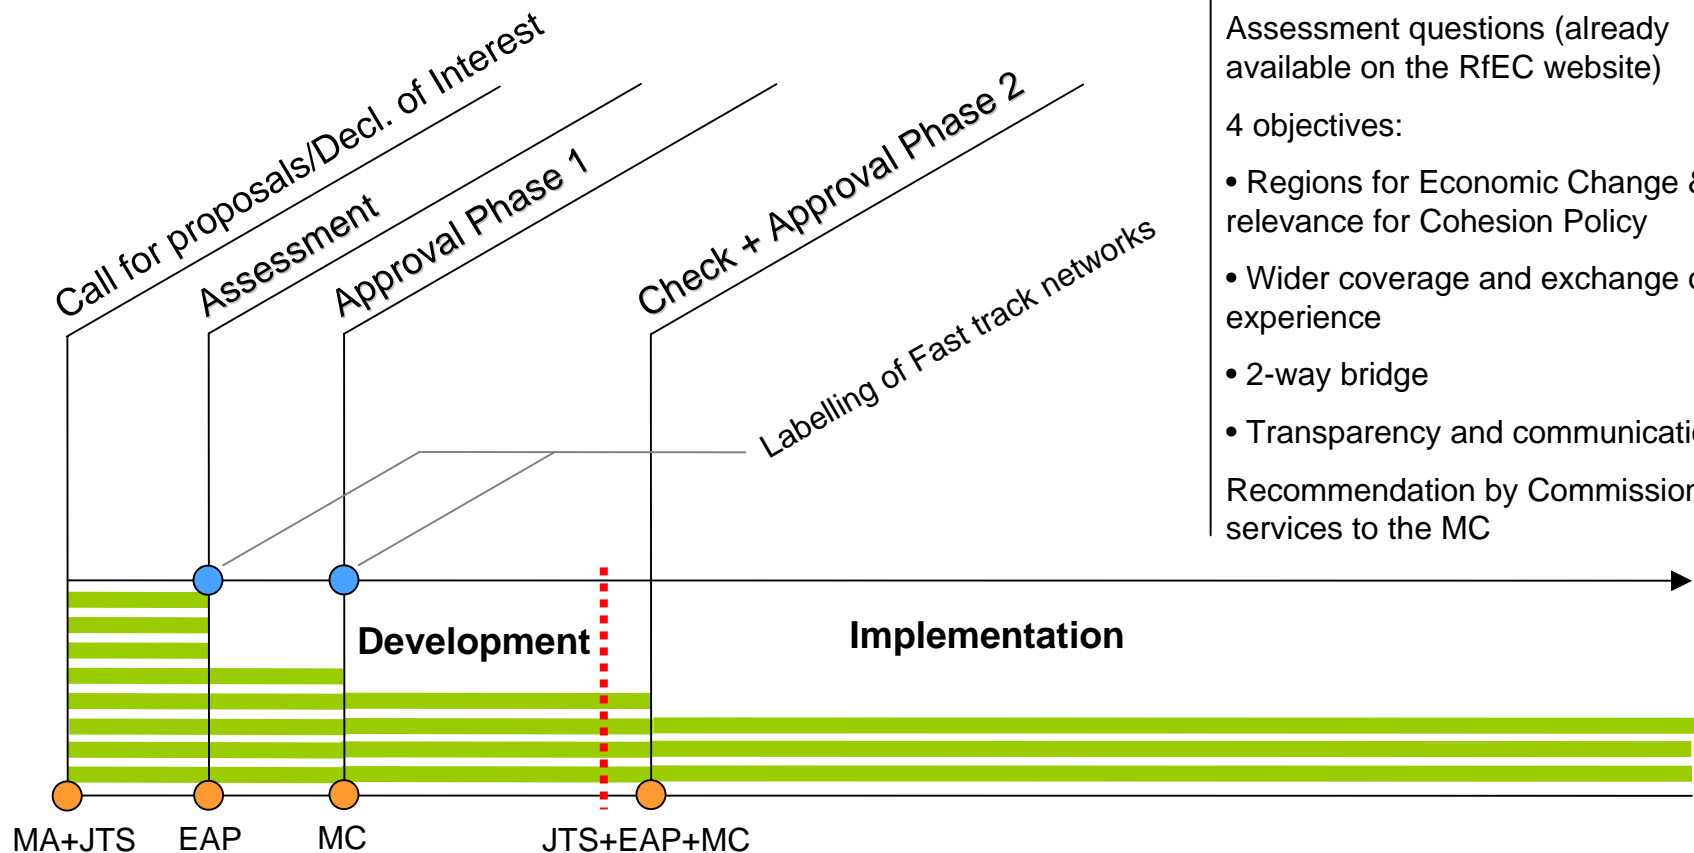 Call for proposals/Decl. of Interest
Assessment
Approval Phase 1
Check + Approval Phase 2
Labelling of Fast track networks
Assessment questions (already
available on the RfEC website)
4 objectives:
• Regions for Economic Change
relevance for Cohesion Policy
• Wider coverage and exchange
experience
• 2-way bridge
• Transparency and
Recommendation by Commission
services to the MC
Development
Implementation
MA+JTS
EAP
MC
JTS+EAP+MC